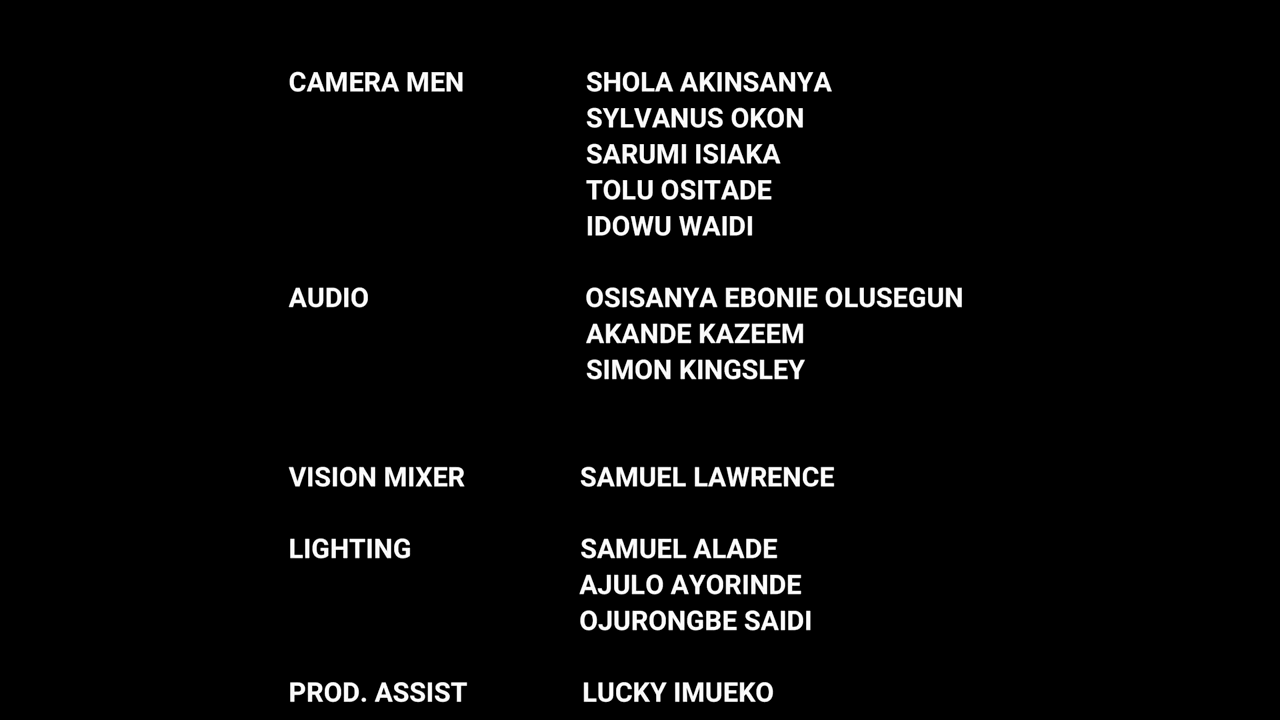 CAMERA MEN SHOLA AKINSANYA
SYLVANUS OKON
SARUMI ISIAKA
TOLU OSITADE
IDOWU WAIDI
AUDIO OSISANYA EBONIE OLUSEGUN
AKANDE KAZEEM
SIMON KINGSLEY
VISION MIXER SAMUEL LAWRENCE
LIGHTING SAMUEL ALADE
AJULO AYORINDE
OJURONGBE SAIDI
PROD. ASSIST LUCKY IMUEKO